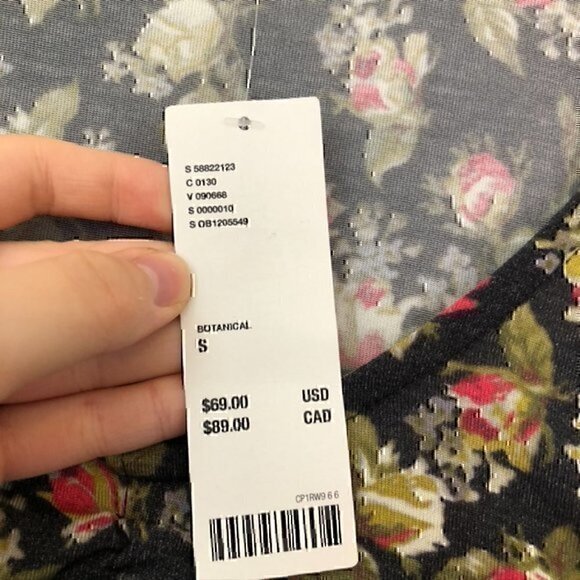 S 58822123
C 0130
V 090668
S 0000010
S OB1205549
BOTANICAL
S
$69.00 USD
$89.00 CAD
CP1RW9 6 6